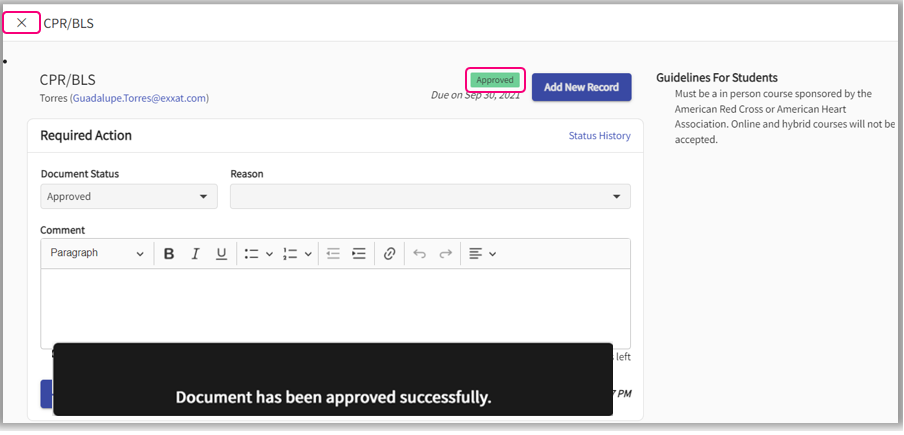 CPR/BLS
CPR/BLS
Approved
Torres (Guadalupe.Torres@exxat.com)
Due on Sep 30, 2021
Add New Record
Guidelines For Students
Must be a in person course sponsored by the
American Red Cross or American Heart
Association. Online and hybrid courses will not be
accepted.
Required Action
Status History
Document Status
Reason
Approved
Comment
Paragraph
B I U
left
PM
Document has been approved successfully.